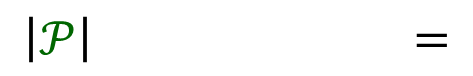 |𝒫| =